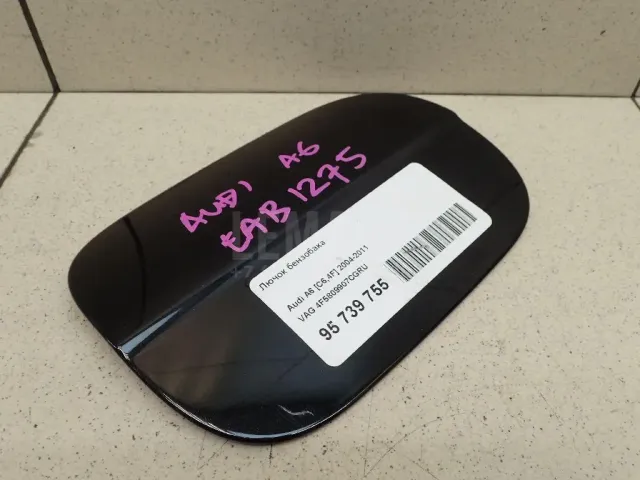 AUDI A6
EAB1275
Лючок бензобака
Audi A6 [C6,4F] 2004-2011
VAG 4F5809907CGRU
95 739 755